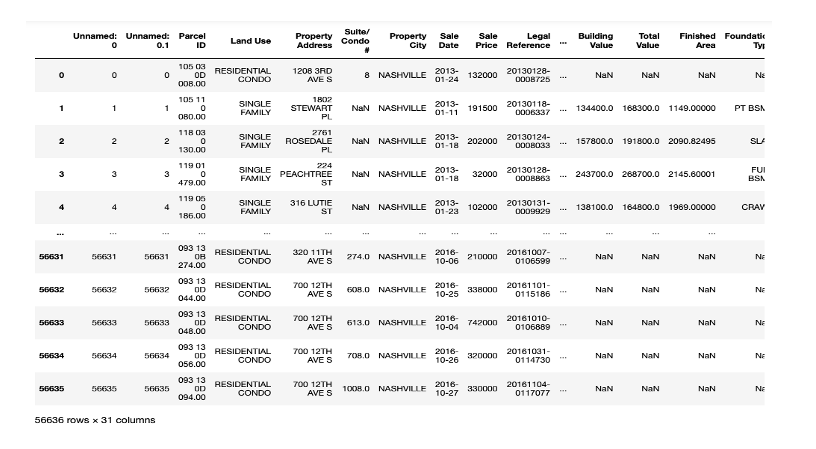 Unnamed: 0 Unnamed: 0.1 Parcel ID Land Use Property Address Suite/ Condo # Property City Sale Date Sale Price Legal Reference ... Building Value Total Value Finished Area Foundatic Typ
0 0 0 105 03 0D 008.00 RESIDENTIAL CONDO 1208 3RD AVE S 8 NASHVILLE 2013-01-24 132000 20130128-0008725 ... NaN NaN NaN Na
1 1 1 105 11 0 080.00 SINGLE FAMILY 1802 STEWART PL NaN NASHVILLE 2013-01-11 191500 20130118-0006337 ... 134400.0 168300.0 1149.00000 PT BSM
2 2 2 118 03 0 130.00 SINGLE FAMILY 2761 ROSEDALE PL NaN NASHVILLE 2013-01-18 202000 20130124-0008033 ... 157800.0 191800.0 2090.82495 SLA
3 3 3 119 01 0 479.00 SINGLE FAMILY 224 PEACHTREE ST NaN NASHVILLE 2013-01-18 32000 20130128-0008863 ... 243700.0 268700.0 2145.60001 FUI BSM
4 4 4 119 05 0 186.00 SINGLE FAMILY 316 LUTIE ST NaN NASHVILLE 2013-01-23 102000 20130131-0009929 ... 138100.0 164800.0 1969.00000 CRAW
... ... ... ... ... ... ... ... ... ... ... ... ... ... ...
56631 56631 56631 093 13 0B 274.00 RESIDENTIAL CONDO 320 11TH AVE S 274.0 NASHVILLE 2016-10-06 210000 20161007-0106599 ... NaN NaN NaN Na
56632 56632 56632 093 13 0D 044.00 RESIDENTIAL CONDO 700 12TH AVE S 608.0 NASHVILLE 2016-10-25 338000 20161101-0115186 ... NaN NaN NaN Na
56633 56633 56633 093 13 0D 048.00 RESIDENTIAL CONDO 700 12TH AVE S 613.0 NASHVILLE 2016-10-04 742000 20161010-0106889 ... NaN NaN NaN Na
56634 56634 56634 093 13 0D 056.00 RESIDENTIAL CONDO 700 12TH AVE S 708.0 NASHVILLE 2016-10-26 320000 20161031-0114730 ... NaN NaN NaN Na
56635 56635 56635 093 13 0D 094.00 RESIDENTIAL CONDO 700 12TH AVE S 1008.0 NASHVILLE 2016-10-27 330000 20161104-0117077 ... NaN NaN NaN Na
56636 rows × 31 columns